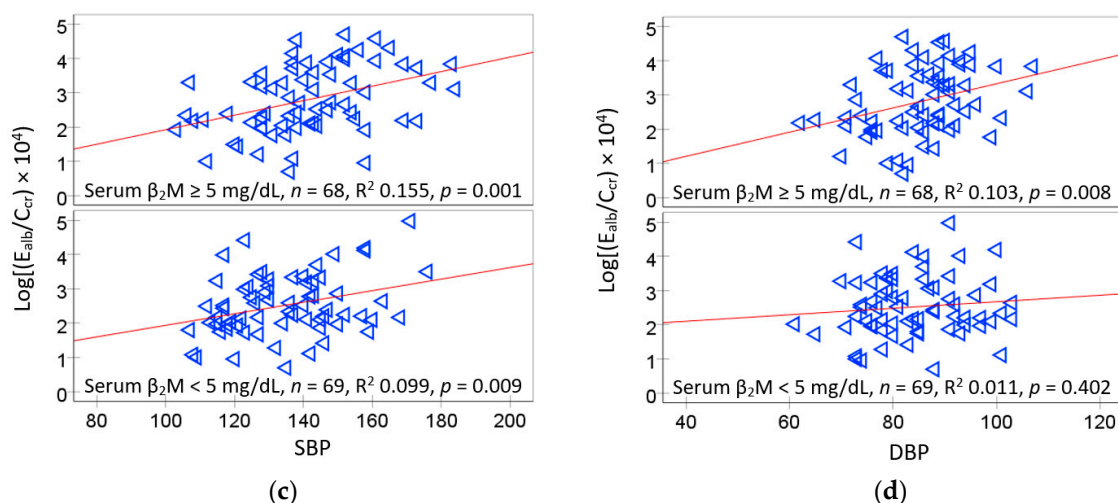 Log[(E_alb/C_cr) × 10⁴)
5
4
3
2
1
0
Serum β₂M ≥ 5 mg/dL, n = 68, R² 0.155, p = 0.001
5
4
3
2
1
0
Serum β₂M < 5 mg/dL, n = 69, R² 0.099, p = 0.009
80 100 120 140 160 180 200
SBP
(c)
Log[(E_alb/C_cr) × 10⁴)
5
4
3
2
1
0
Serum β₂M ≥ 5 mg/dL, n = 68, R² 0.103, p = 0.008
5
4
3
2
1
0
Serum β₂M < 5 mg/dL, n = 69, R² 0.011, p = 0.402
40 60 80 100 120
DBP
(d)